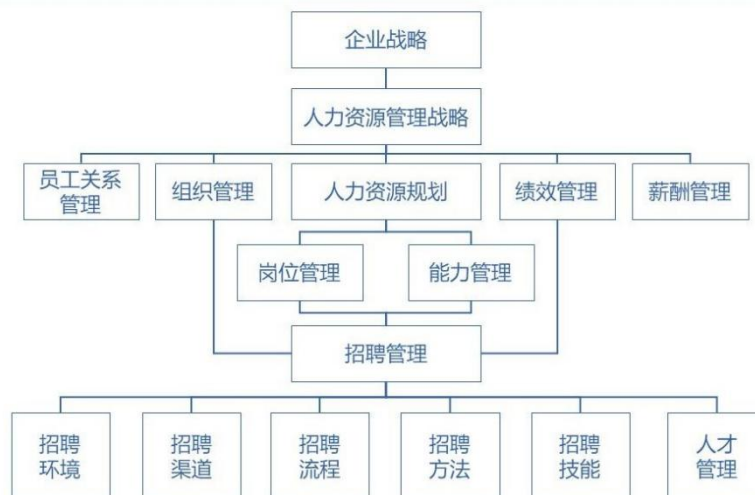 企业战略
人力资源管理战略
员工关系
管理
组织管理
人力资源规划
绩效管理
薪酬管理
岗位管理
能力管理
招聘管理
招聘
环境
招聘
渠道
招聘
流程
招聘
方法
招聘
技能
人才
管理